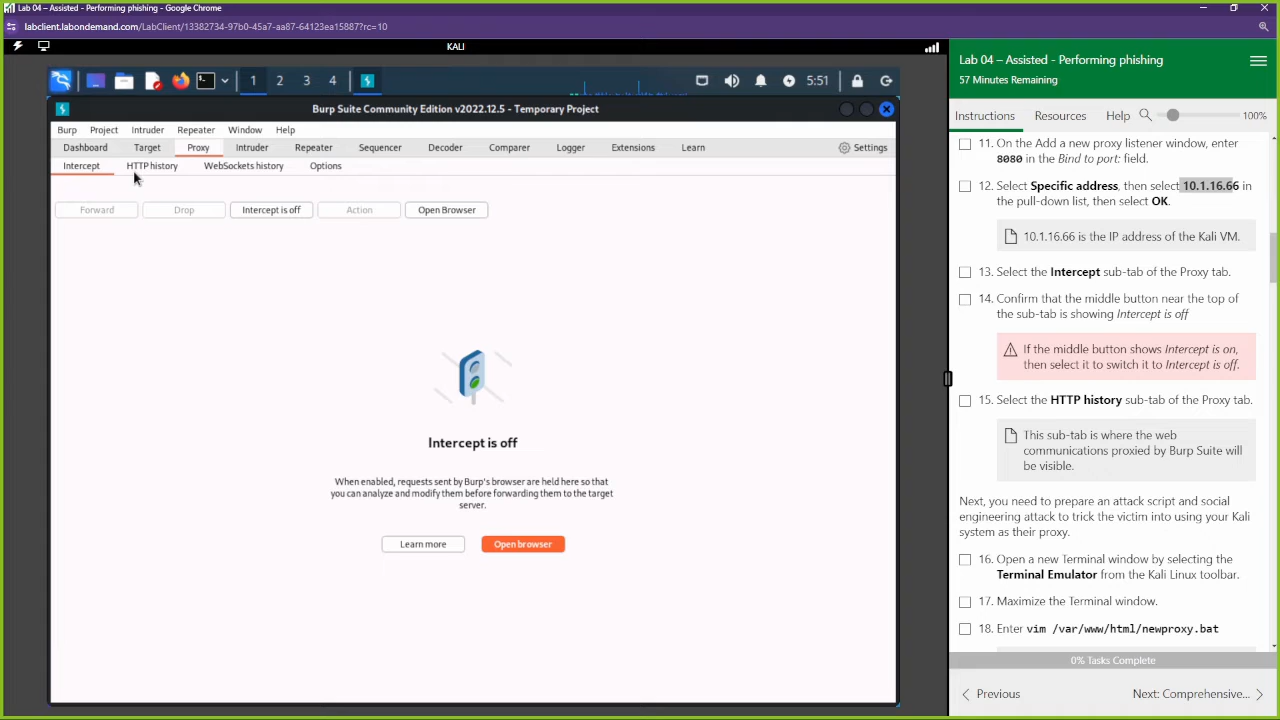 Lab 04 – Assisted - Performing phishing - Google Chrome
labclient.labondemand.com/LabClient/13382734-97b0-45a7-aa87-64123ea15887?rc=10
KALI
1 2 3 4 5:51
Burp Suite Community Edition v2022.12.5 - Temporary Project
Burp Project Intruder Repeater Window Help
Dashboard Target Proxy Intruder Repeater Sequencer Decoder Comparer Logger Extensions Learn Settings
Intercept HTTP history WebSockets history Options
Forward Drop Intercept is off Action Open Browser
Intercept is off
When enabled, requests sent by Burp's browser are held here so
that you can analyze and modify them before forwarding them to the target
server.
Learn more Open browser
Lab 04 – Assisted - Performing phishing
57 Minutes Remaining
Instructions Resources Help 100%
11. On the Add a new proxy listener window, enter
8080 in the Bind to port: field.
12. Select Specific address, then select 10.1.16.66 in
the pull-down list, then select OK.
10.1.16.66 is the IP address of the Kali VM.
13. Select the Intercept sub-tab of the Proxy tab.
14. Confirm that the middle button near the top of
the sub-tab is showing Intercept is off
If the middle button shows Intercept is on,
then select it to switch it to Intercept is off.
15. Select the HTTP history sub-tab of the Proxy tab.
This sub-tab is where the web
communications proxied by Burp Suite will
be visible.
Next, you need to prepare an attack script and social
engineering attack to trick the victim into using your Kali
system as their proxy.
16. Open a new Terminal window by selecting the
Terminal Emulator from the Kali Linux toolbar.
17. Maximize the Terminal window.
18. Enter vim /var/www/html/newproxy.bat
0% Tasks Complete
Previous Next: Comprehensive...